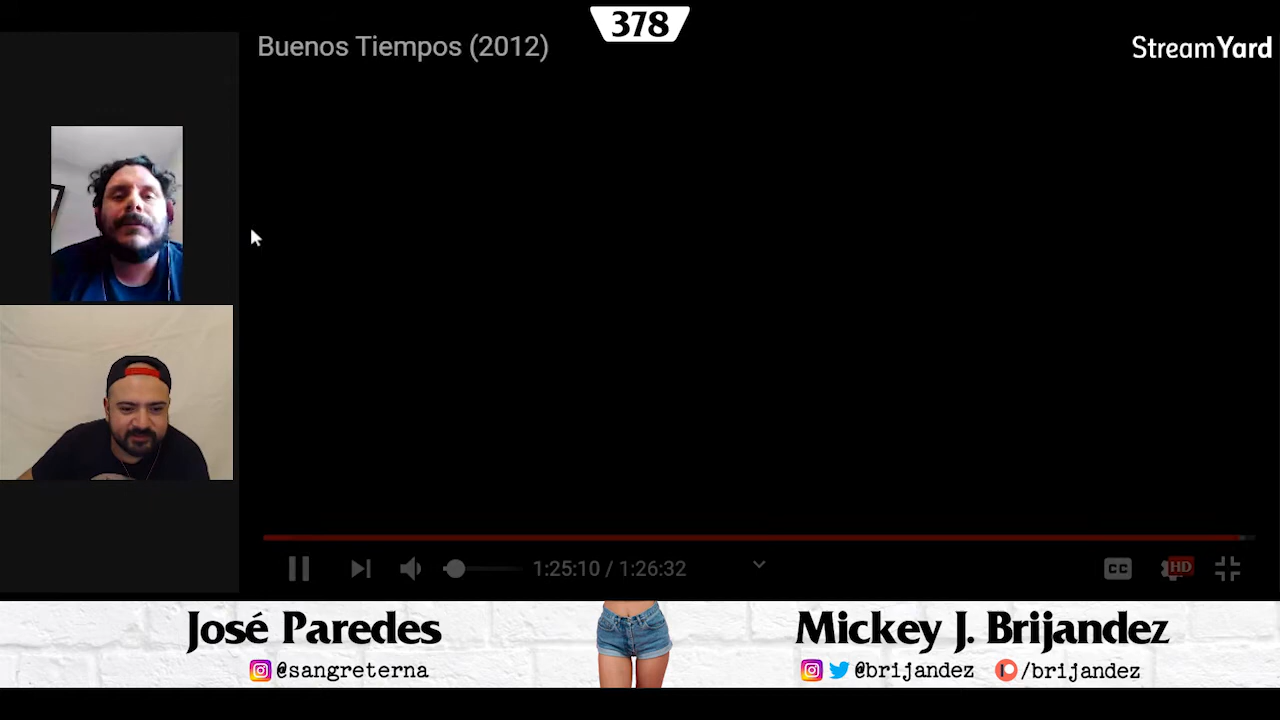 378
Buenos Tiempos (2012)
StreamYard
1:25:10 / 1:26:32
CC
HD
José Paredes
@sangreterna
Mickey J. Brijandez
@brijandez /brijandez